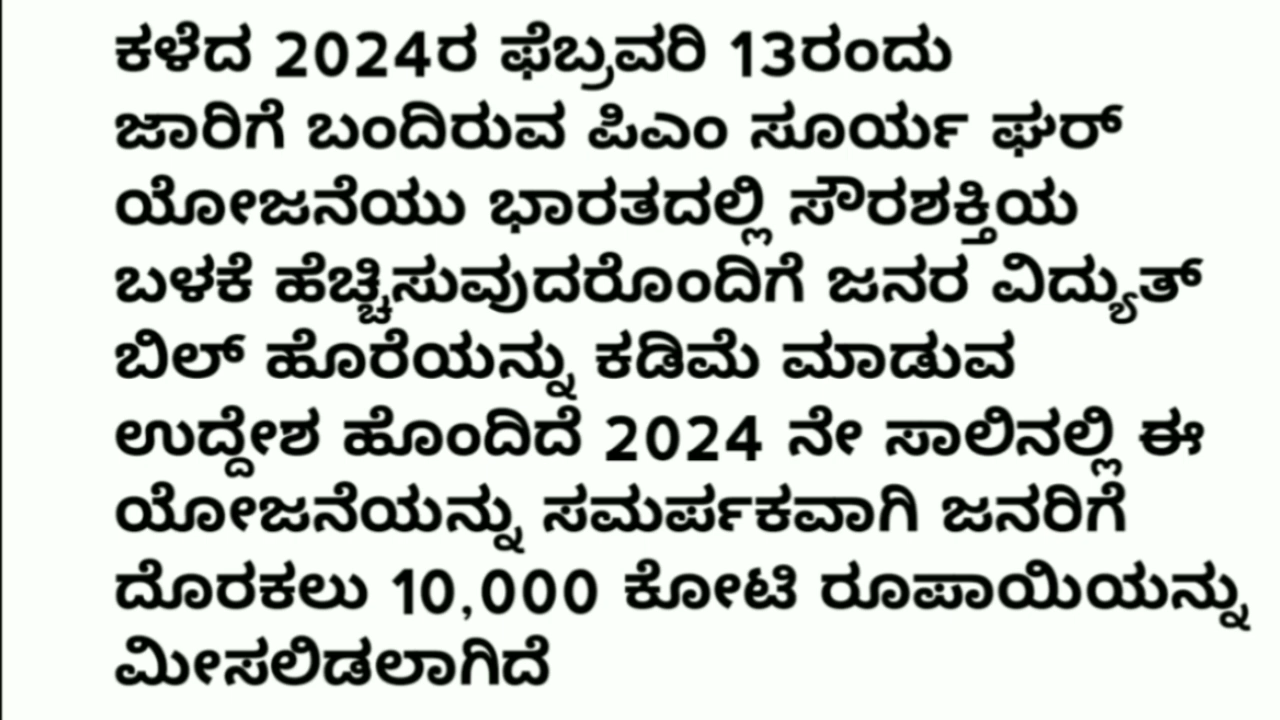 ಕಳೆದ 2024ರ ಫೆಬ್ರವರಿ 13ರಂದು
ಜಾರಿಗೆ ಬಂದಿರುವ ಪಿಎಂ ಸೂರ್ಯ ಘರ್
ಯೋಜನೆಯು ಭಾರತದಲ್ಲಿ ಸೌರಶಕ್ತಿಯ
ಬಳಕೆ ಹೆಚ್ಚಿಸುವುದರೊಂದಿಗೆ ಜನರ ವಿದ್ಯುತ್
ಬಿಲ್ ಹೊರೆಯನ್ನು ಕಡಿಮೆ ಮಾಡುವ
ಉದ್ದೇಶ ಹೊಂದಿದೆ 2024 ನೇ ಸಾಲಿನಲ್ಲಿ ಈ
ಯೋಜನೆಯನ್ನು ಸಮರ್ಪಕವಾಗಿ ಜನರಿಗೆ
ದೊರಕಲು 10,000 ಕೋಟಿ ರೂಪಾಯಿಯನ್ನು
ಮೀಸಲಿಡಲಾಗಿದೆ